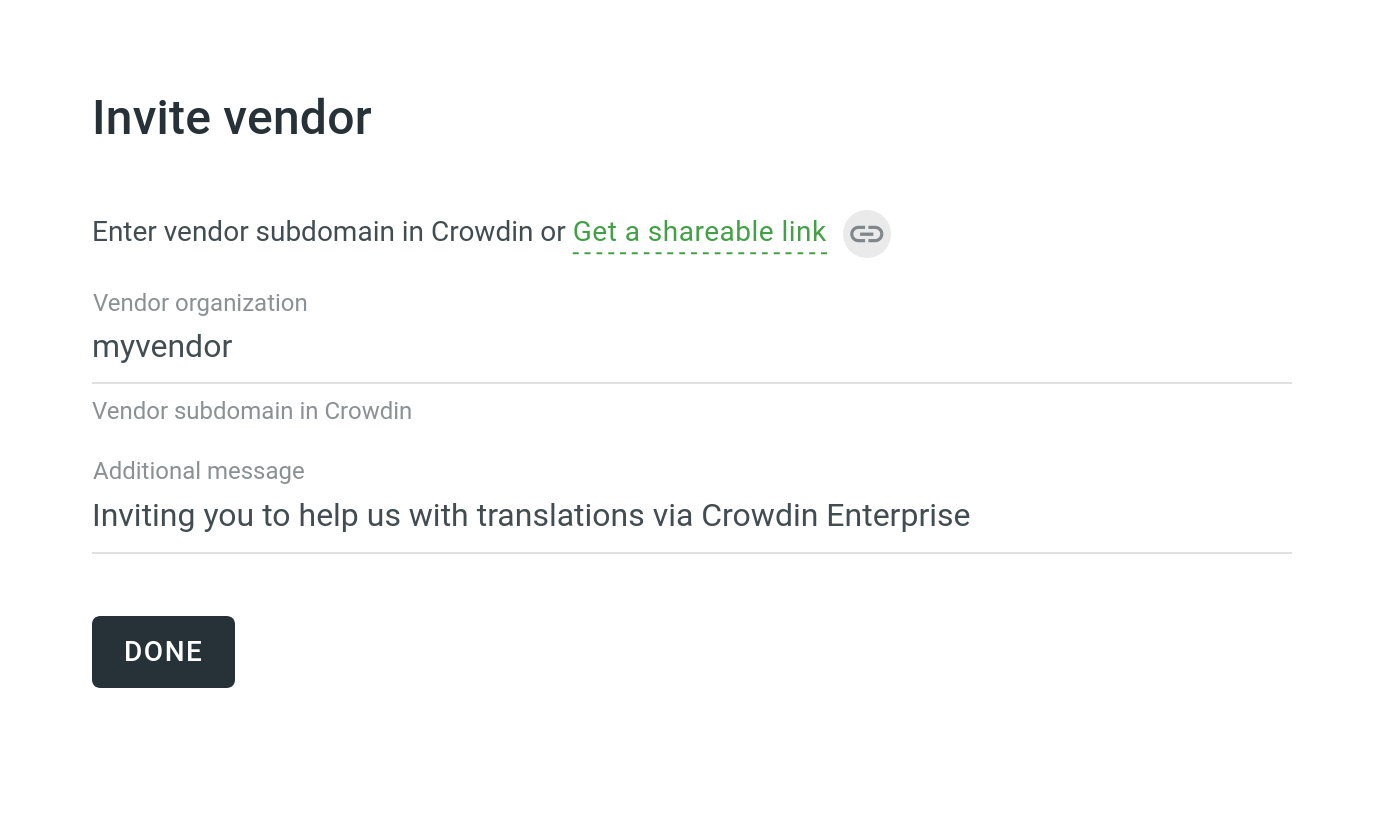 Invite vendor
Enter vendor subdomain in Crowdin or Get a shareable link
Vendor organization
myvendor
Vendor subdomain in Crowdin
Additional message
Inviting you to help us with translations via Crowdin Enterprise
DONE